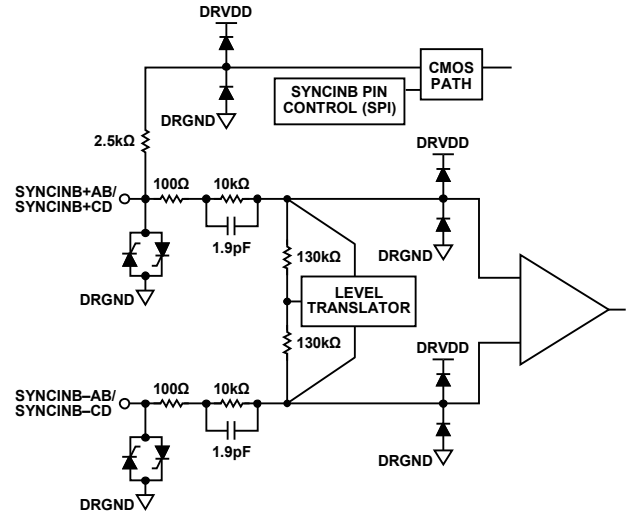 DRVDD
CMOS
PATH
SYNCINB PIN
CONTROL (SPI)
DRGND
2.5kΩ
DRVDD
SYNCINB+AB/
SYNCINB+CD
100Ω
10kΩ
1.9pF
DRGND
130kΩ
DRGND
LEVEL
TRANSLATOR
130kΩ
DRVDD
SYNCINB–AB/
SYNCINB–CD
100Ω
10kΩ
1.9pF
DRGND
DRGND